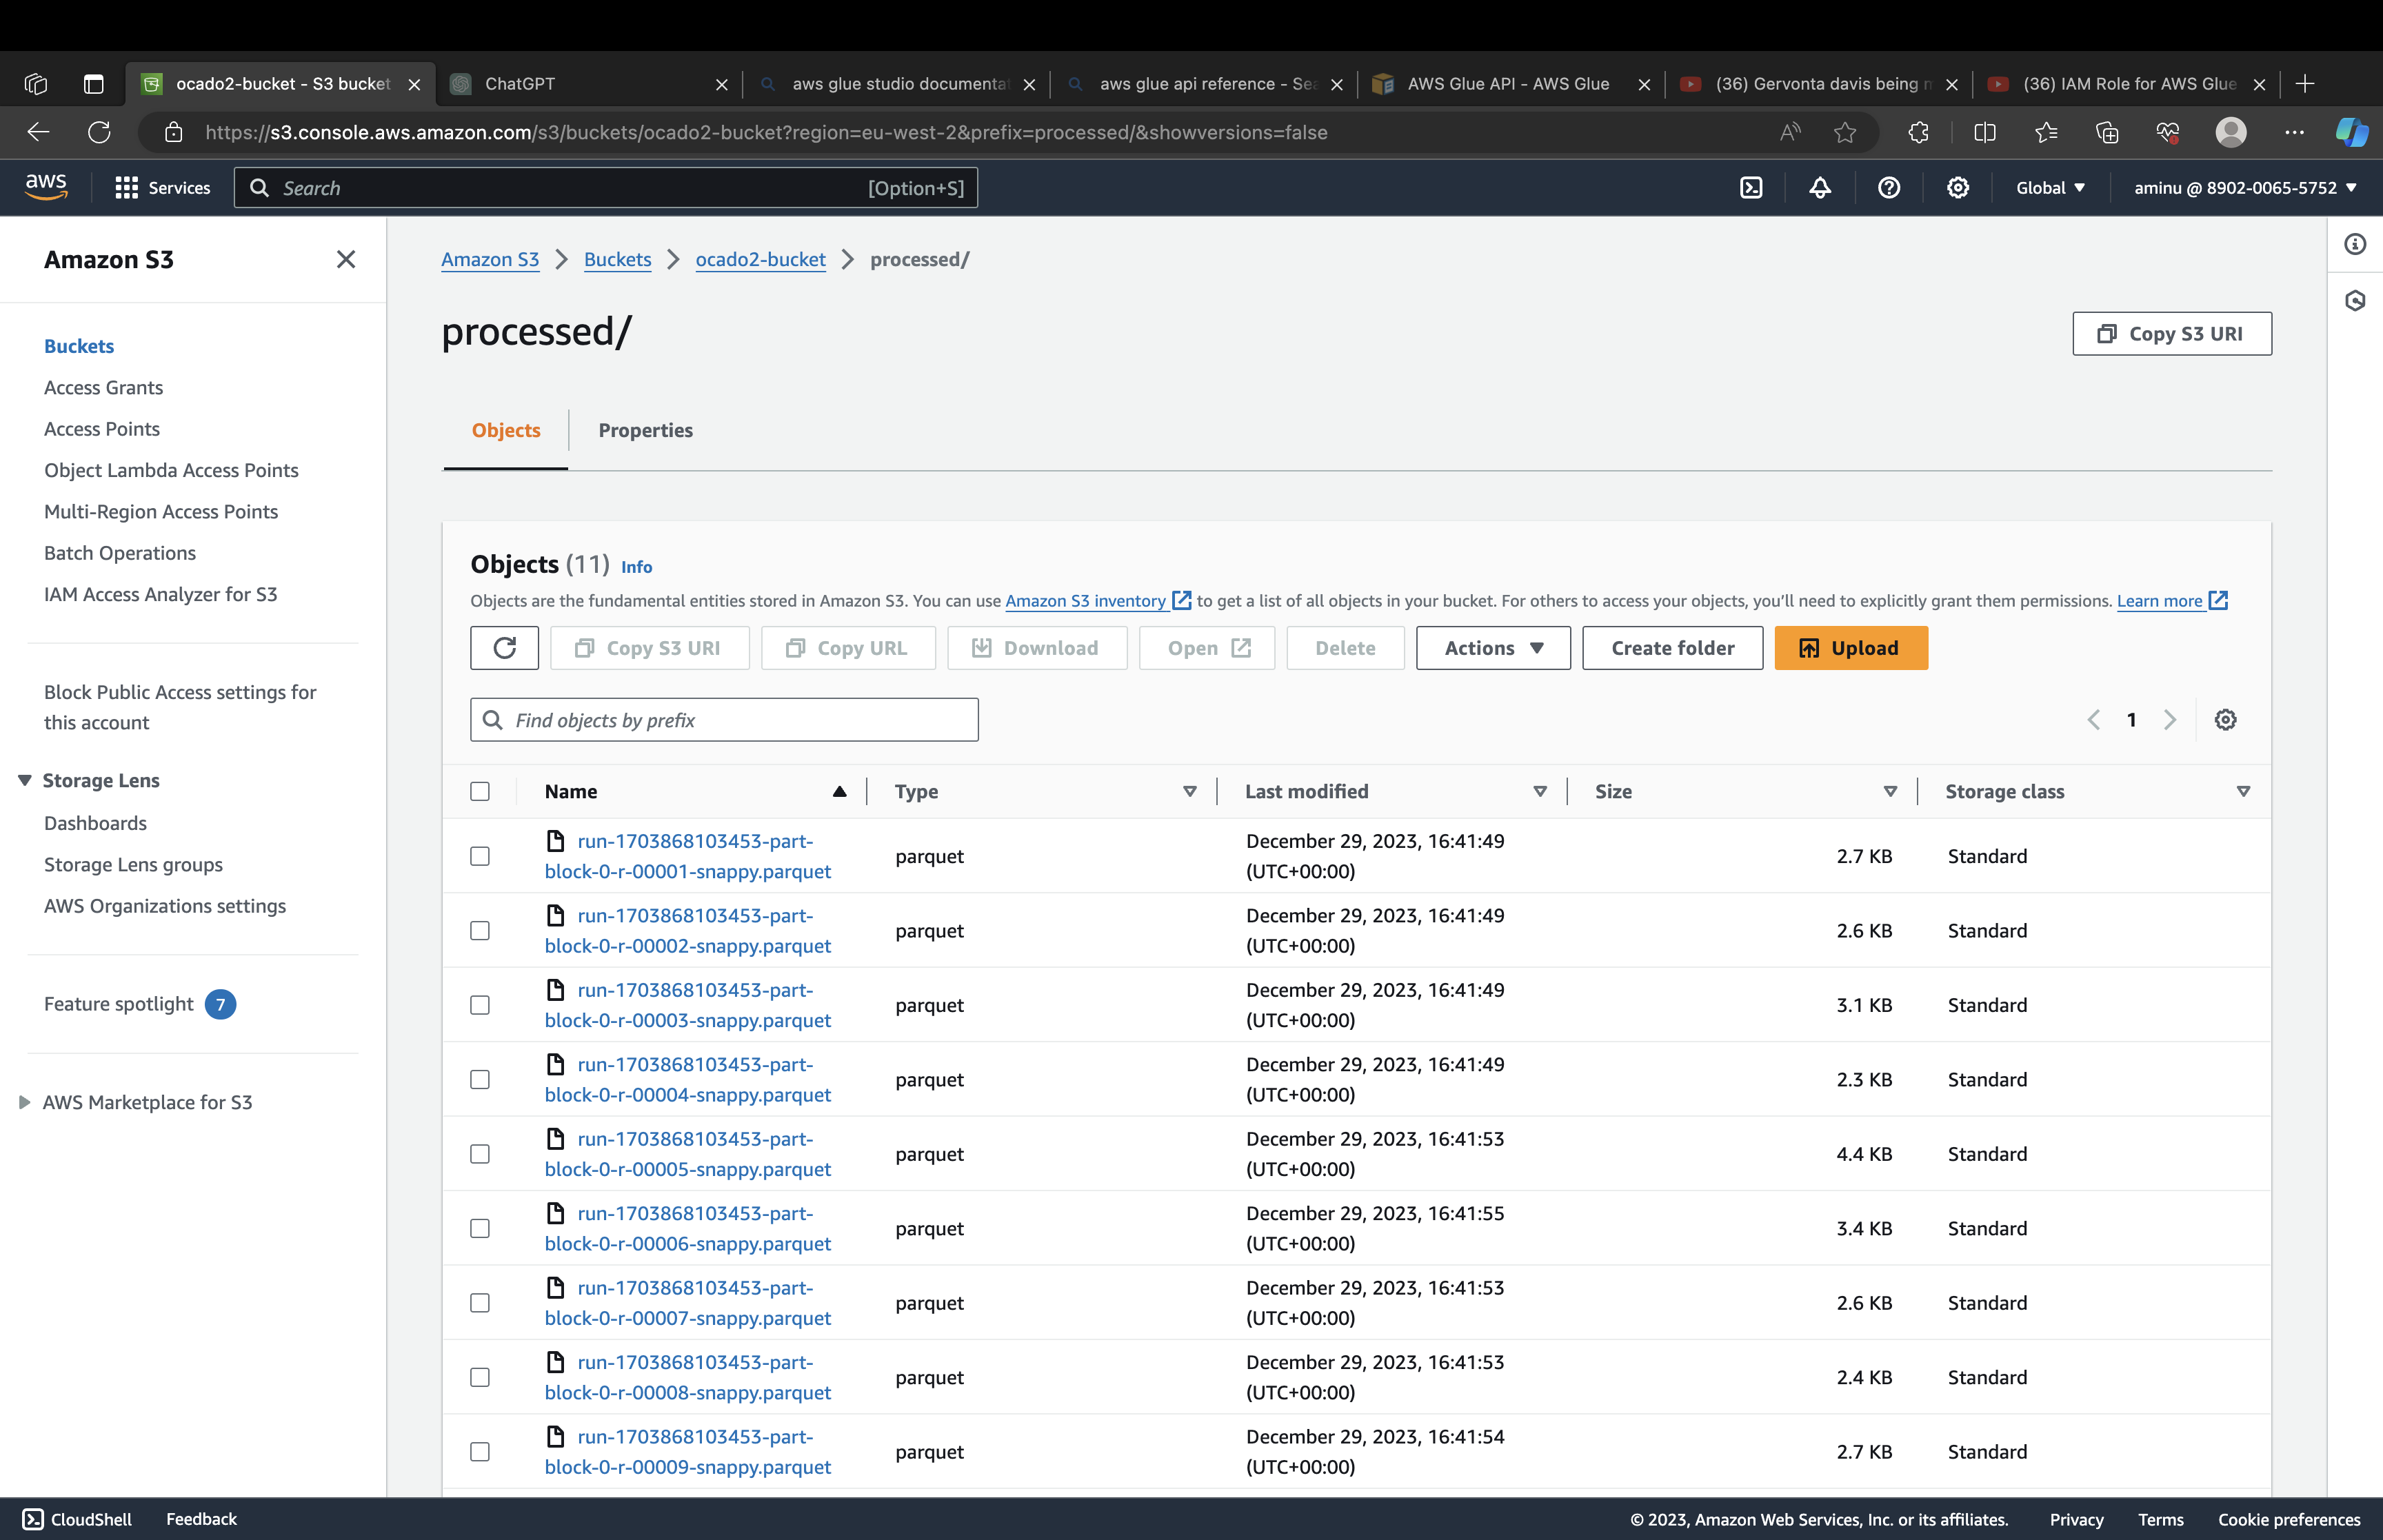 ocado2-bucket - S3 bucket
ChatGPT
aws glue studio documentat
aws glue api reference - Sea
AWS Glue API - AWS Glue
(36) Gervonta davis being m
(36) IAM Role for AWS Glue
https://s3.console.aws.amazon.com/s3/buckets/ocado2-bucket?region=eu-west-2&prefix=processed/&showversions=false
aws
Services
Search
[Option+S]
Global
aminu @ 8902-0065-5752
Amazon S3
Buckets
Access Grants
Access Points
Object Lambda Access Points
Multi-Region Access Points
Batch Operations
IAM Access Analyzer for S3
Block Public Access settings for
this account
Storage Lens
Dashboards
Storage Lens groups
AWS Organizations settings
Feature spotlight 7
AWS Marketplace for S3
Amazon S3 > Buckets > ocado2-bucket > processed/
processed/
Copy S3 URI
Objects
Properties
Objects (11) Info
Objects are the fundamental entities stored in Amazon S3. You can use Amazon S3 inventory to get a list of all objects in your bucket. For others to access your objects, you’ll need to explicitly grant them permissions. Learn more
Copy S3 URI
Copy URL
Download
Open
Delete
Actions
Create folder
Upload
Find objects by prefix
1
Name
Type
Last modified
Size
Storage class
run-1703868103453-part-
block-0-r-00001-snappy.parquet
parquet
December 29, 2023, 16:41:49
(UTC+00:00)
2.7 KB
Standard
run-1703868103453-part-
block-0-r-00002-snappy.parquet
parquet
December 29, 2023, 16:41:49
(UTC+00:00)
2.6 KB
Standard
run-1703868103453-part-
block-0-r-00003-snappy.parquet
parquet
December 29, 2023, 16:41:49
(UTC+00:00)
3.1 KB
Standard
run-1703868103453-part-
block-0-r-00004-snappy.parquet
parquet
December 29, 2023, 16:41:49
(UTC+00:00)
2.3 KB
Standard
run-1703868103453-part-
block-0-r-00005-snappy.parquet
parquet
December 29, 2023, 16:41:53
(UTC+00:00)
4.4 KB
Standard
run-1703868103453-part-
block-0-r-00006-snappy.parquet
parquet
December 29, 2023, 16:41:55
(UTC+00:00)
3.4 KB
Standard
run-1703868103453-part-
block-0-r-00007-snappy.parquet
parquet
December 29, 2023, 16:41:53
(UTC+00:00)
2.6 KB
Standard
run-1703868103453-part-
block-0-r-00008-snappy.parquet
parquet
December 29, 2023, 16:41:53
(UTC+00:00)
2.4 KB
Standard
run-1703868103453-part-
block-0-r-00009-snappy.parquet
parquet
December 29, 2023, 16:41:54
(UTC+00:00)
2.7 KB
Standard
CloudShell
Feedback
© 2023, Amazon Web Services, Inc. or its affiliates.
Privacy
Terms
Cookie preferences